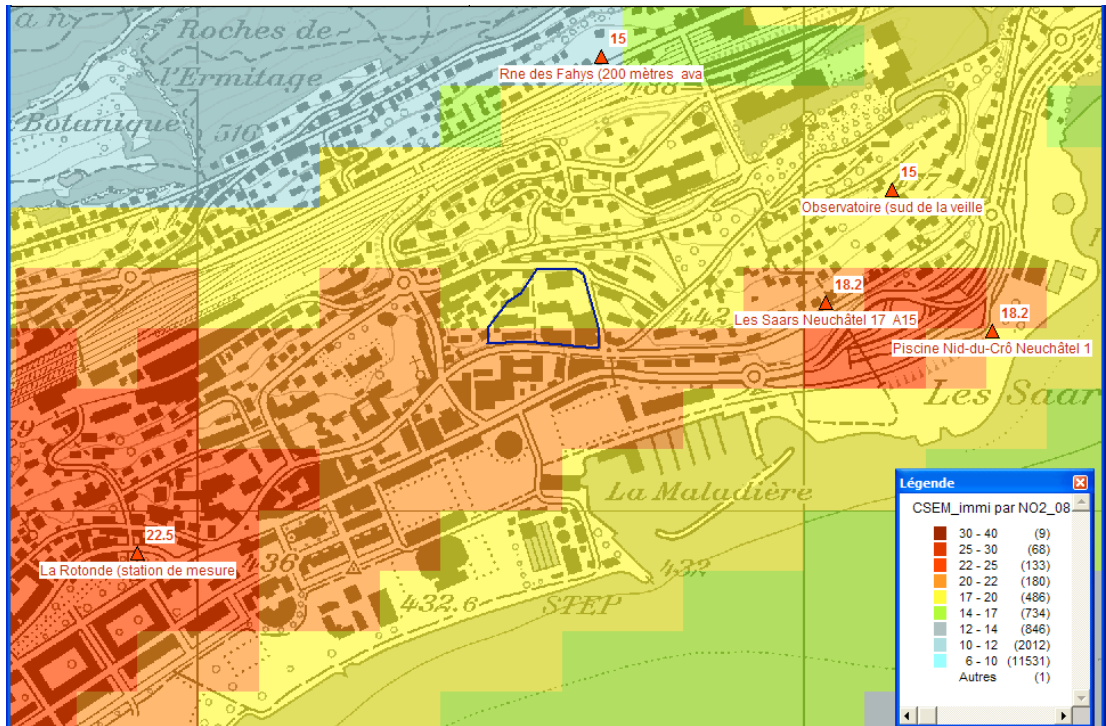 a n
Roches de
l'Ermitage
15
Rne des Fahys (200 mètres ava
488
Botanique
516
15
Observatoire (sud de la veille
18.2
Les Saars Neuchâtel 17 A15
442
18.2
Piscine Nid-du-Crô Neuchâtel 1
Les Saar
79
La Maladière
22.5
La Rotonde (station de mesure
436
432
432.6
STEP
Légende
CSEM_immi par NO2_08
30 - 40 (9)
25 - 30 (68)
22 - 25 (133)
20 - 22 (180)
17 - 20 (486)
14 - 17 (734)
12 - 14 (846)
10 - 12 (2012)
6 - 10 (11531)
Autres (1)